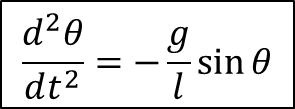 d²θ/dt² = −g/l sin θ